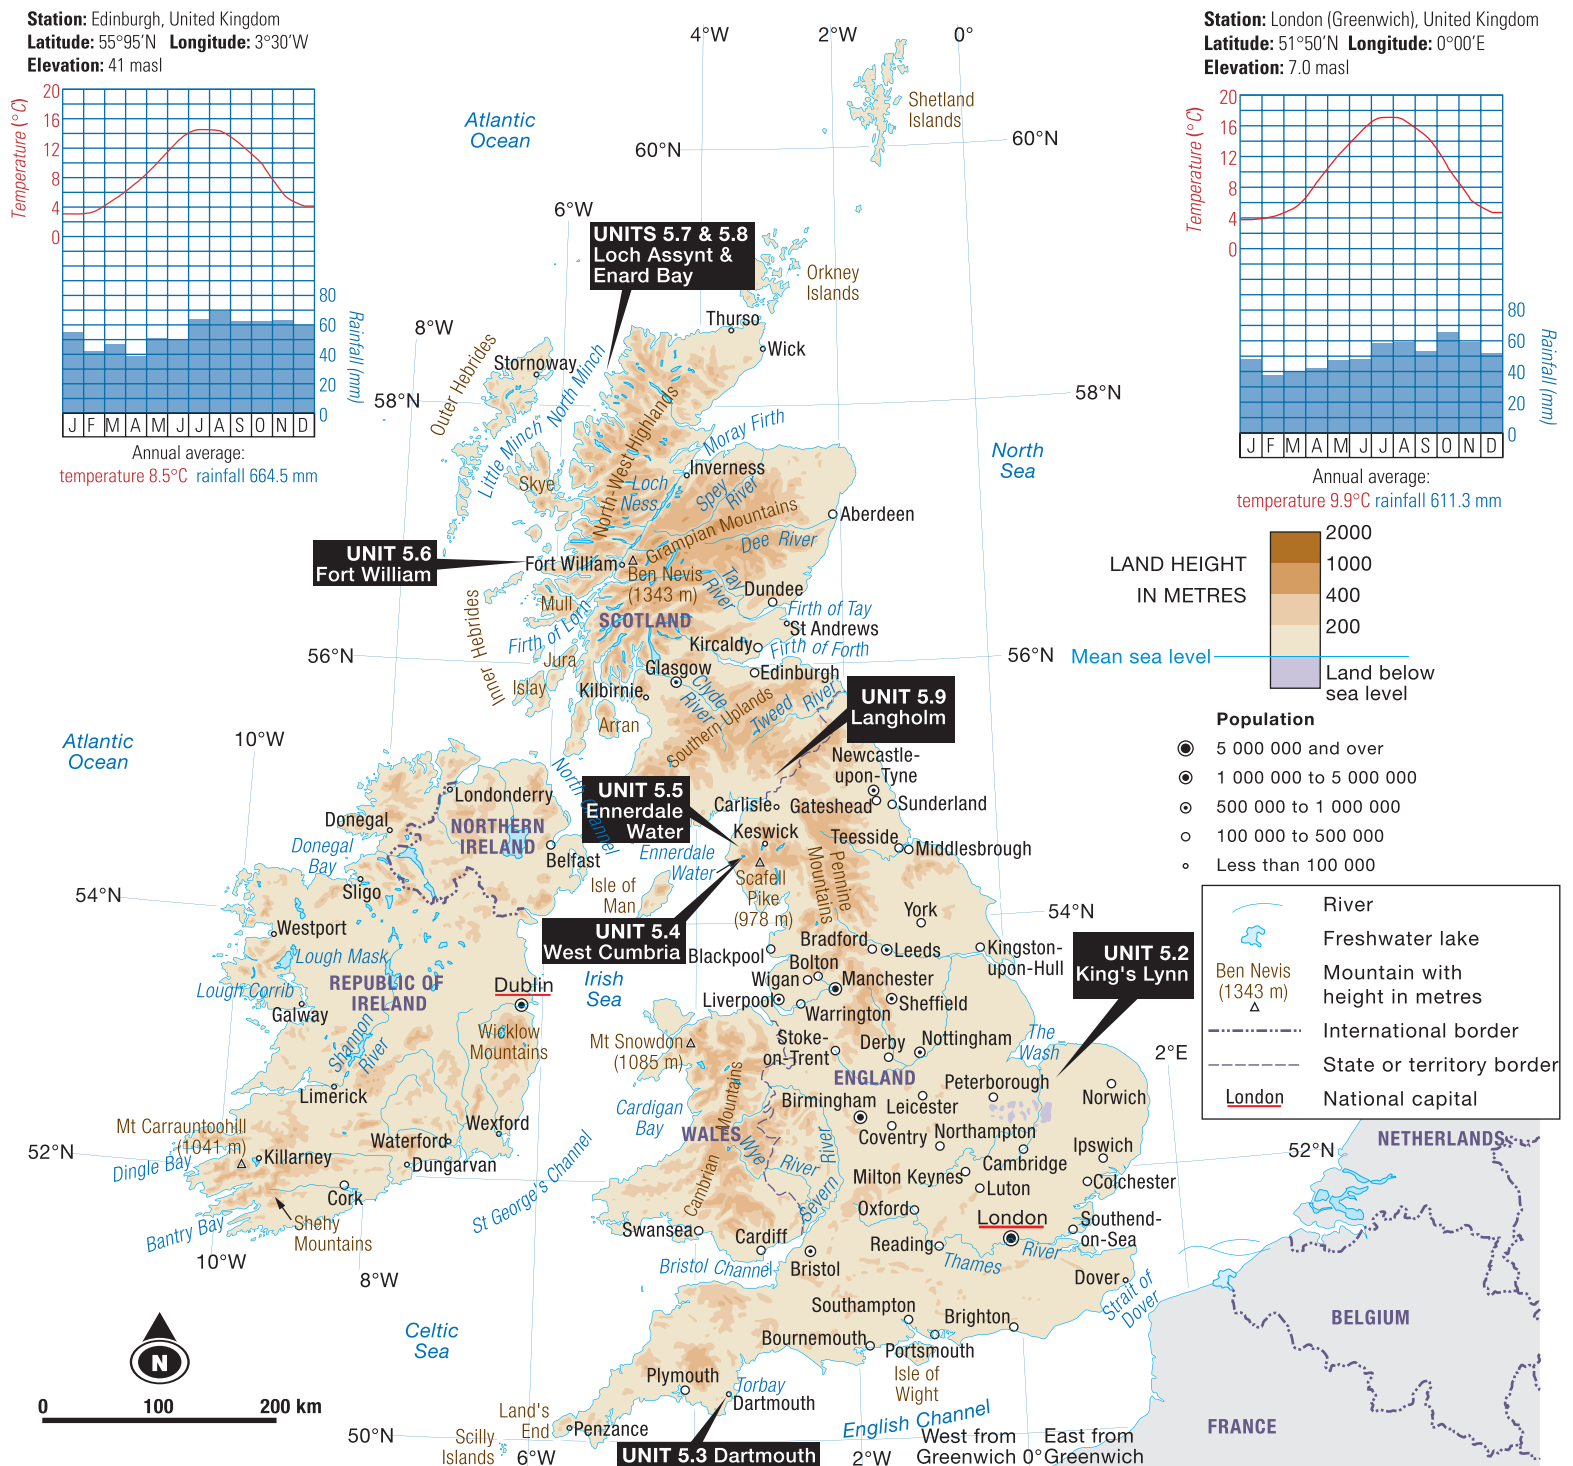 Station: Edinburgh, United Kingdom
Latitude: 55°95'N Longitude: 3°30'W
Elevation: 41 masl
Temperature (°C)
20
16
12
8
4
0
80
60
40
20
0
Rainfall (mm)
J F M A M J J A S O N D
Annual average:
temperature 8.5°C rainfall 664.5 mm
Station: London (Greenwich), United Kingdom
Latitude: 51°50'N Longitude: 0°00'E
Elevation: 7.0 masl
Temperature (°C)
20
16
12
8
4
0
80
60
40
20
0
Rainfall (mm)
J F M A M J J A S O N D
Annual average:
temperature 9.9°C rainfall 611.3 mm
4°W
2°W
0°
Atlantic
Ocean
Shetland
Islands
60°N
60°N
6°W
UNITS 5.7 & 5.8
Loch Assynt &
Enard Bay
Orkney
Islands
Thurso
Wick
8°W
Stornoway
Outer Hebrides
North Minch
Little Minch
58°N
58°N
North-West Highlands
Moray Firth
North
Sea
Inverness
Skye
Loch
Ness
Spey
River
Grampian Mountains
Aberdeen
Dee River
UNIT 5.6
Fort William
Fort William
Ben Nevis
(1343 m)
Tay
River
Dundee
Firth of Tay
Mull
SCOTLAND
St Andrews
Firth of Lorn
Inner Hebrides
Kircaldy
Firth of Forth
56°N
56°N
Jura
Glasgow
Edinburgh
Islay
Kilbirnie
Clyde
River
Arran
Southern Uplands
Tweed River
UNIT 5.9
Langholm
LAND HEIGHT
IN METRES
2000
1000
400
200
Mean sea level
Land below
sea level
Population
5 000 000 and over
1 000 000 to 5 000 000
500 000 to 1 000 000
100 000 to 500 000
Less than 100 000
River
Freshwater lake
Ben Nevis
(1343 m)
Mountain with
height in metres
International border
State or territory border
London
National capital
Atlantic
Ocean
10°W
North Channel
Newcastle-
upon-Tyne
Londonderry
UNIT 5.5
Ennerdale
Water
Carlisle
Gateshead
Sunderland
Donegal
NORTHERN
IRELAND
Keswick
Teesside
Middlesbrough
Donegal
Bay
Belfast
Ennerdale
Water
Sligo
Isle of
Man
Scafell
Pike
(978 m)
Pennine
Mountains
54°N
54°N
York
Westport
UNIT 5.4
West Cumbria
Blackpool
Bradford
Leeds
Kingston-
upon-Hull
UNIT 5.2
King's Lynn
Lough Mask
REPUBLIC OF
IRELAND
Dublin
Irish
Sea
Bolton
Wigan
Manchester
Lough Corrib
Liverpool
Warrington
Sheffield
Galway
Wicklow
Mountains
Shannon
River
Mt Snowdon
(1085 m)
Stoke-
on-Trent
Derby
Nottingham
The
Wash
2°E
ENGLAND
Limerick
Peterborough
Norwich
Birmingham
Leicester
Mt Carrauntoohill
(1041 m)
Cardigan
Bay
WALES
Cambrian Mountains
Wye River
Severn River
Coventry
Northampton
Wexford
Waterford
52°N
52°N
Killarney
Dungarvan
Dingle Bay
Cambridge
Ipswich
NETHERLANDS
Milton Keynes
Luton
Colchester
Cork
St George's Channel
Oxford
London
Southend-
on-Sea
Swansea
Bantry Bay
Shehy
Mountains
Cardiff
Reading
Thames River
10°W
8°W
Bristol Channel
Bristol
Dover
Strait of
Dover
Southampton
Brighton
BELGIUM
Celtic
Sea
Bournemouth
Portsmouth
N
Isle of
Wight
Plymouth
Torbay
Dartmouth
0
100
200 km
Land's
End
Penzance
English Channel
50°N
Scilly
Islands
6°W
UNIT 5.3 Dartmouth
2°W
West from
Greenwich
0°
East from
Greenwich
FRANCE